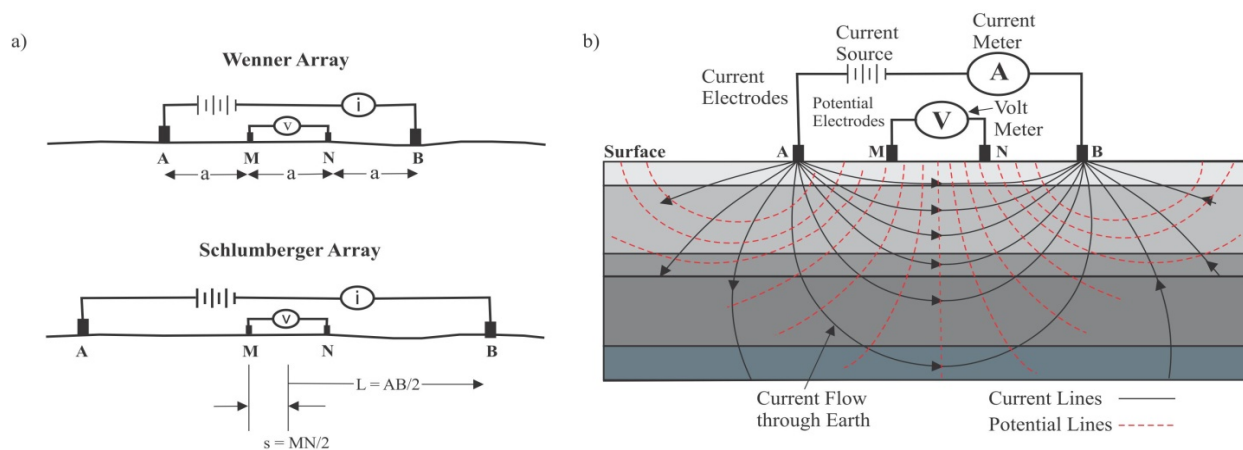 a)
Wenner Array
i
v
A M N B
a a a
Schlumberger Array
i
v
A M N B
L = AB/2
s = MN/2
b)
Current
Source
Current
Meter
A
Current
Electrodes
Potential
Electrodes
V
Volt
Meter
Surface
A M N B
Current Flow
through Earth
Current Lines
Potential Lines